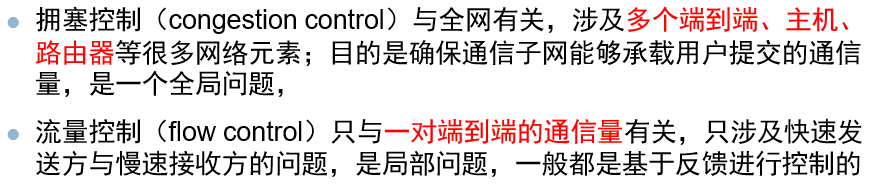 拥塞控制（congestion control）与全网有关，涉及多个端到端、主机、
路由器等很多网络元素；目的是确保通信子网能够承载用户提交的通信
量，是一个全局问题，
流量控制（flow control）只与一对端到端的通信量有关，只涉及快速发
送方与慢速接收方的问题，是局部问题，一般都是基于反馈进行控制的